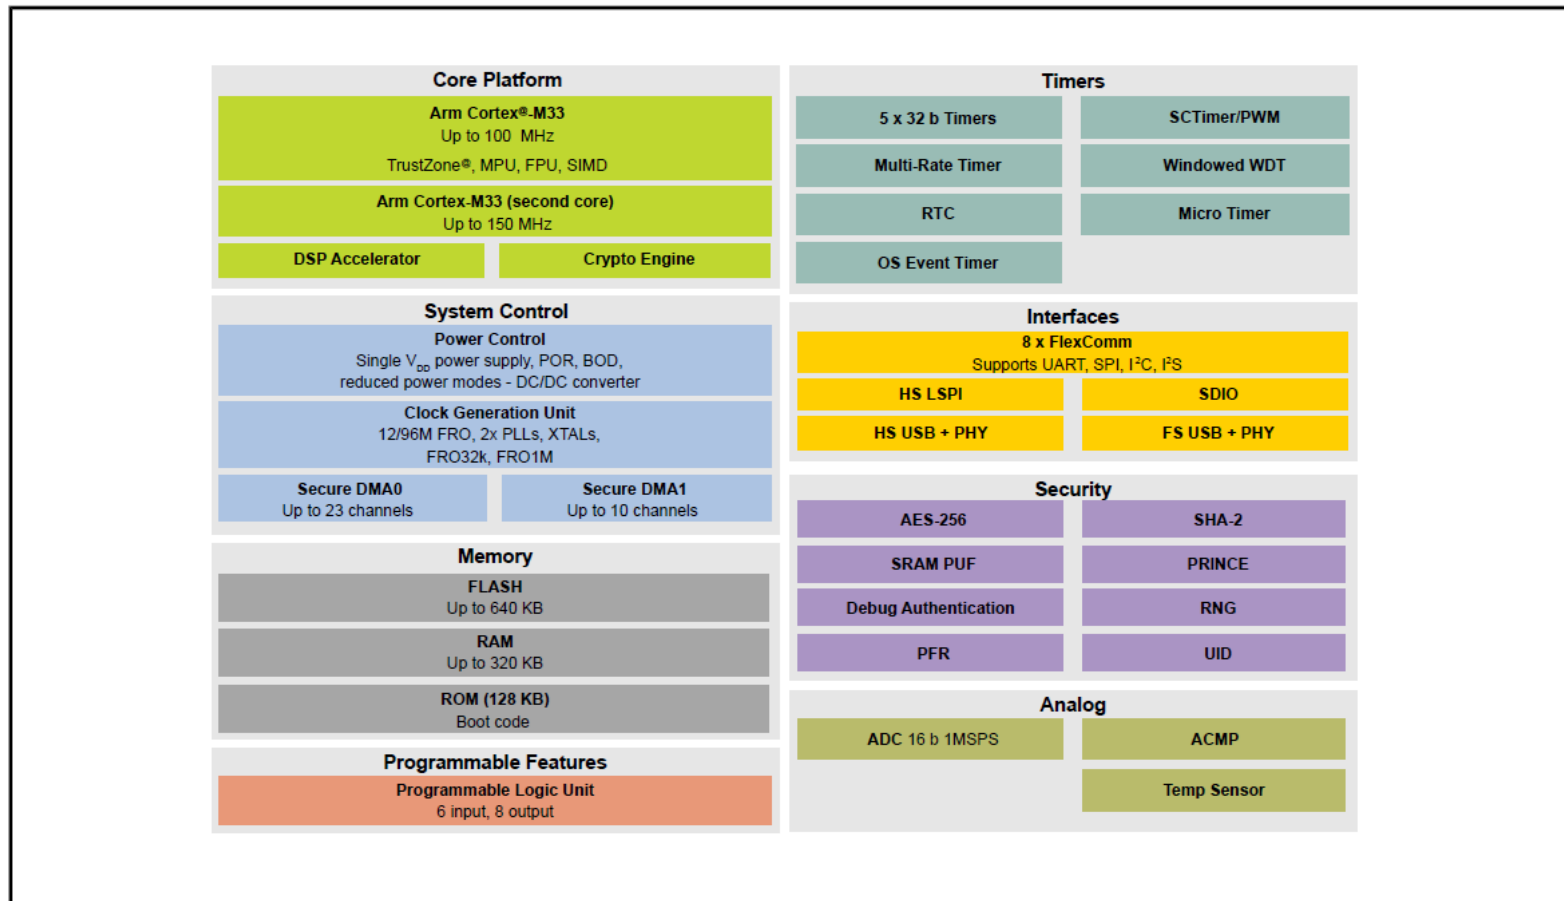 Core Platform
Arm Cortex®-M33
Up to 100 MHz
TrustZone®, MPU, FPU, SIMD
Arm Cortex-M33 (second core)
Up to 150 MHz
DSP Accelerator
Crypto Engine
System Control
Power Control
Single VDD power supply, POR, BOD,
reduced power modes - DC/DC converter
Clock Generation Unit
12/96M FRO, 2x PLLs, XTALs,
FRO32k, FRO1M
Secure DMA0
Up to 23 channels
Secure DMA1
Up to 10 channels
Memory
FLASH
Up to 640 KB
RAM
Up to 320 KB
ROM (128 KB)
Boot code
Programmable Features
Programmable Logic Unit
6 input, 8 output
Timers
5 x 32 b Timers
SCTimer/PWM
Multi-Rate Timer
Windowed WDT
RTC
Micro Timer
OS Event Timer
Interfaces
8 x FlexComm
Supports UART, SPI, I²C, I²S
HS LSPI
SDIO
HS USB + PHY
FS USB + PHY
Security
AES-256
SHA-2
SRAM PUF
PRINCE
Debug Authentication
RNG
PFR
UID
Analog
ADC 16 b 1MSPS
ACMP
Temp Sensor